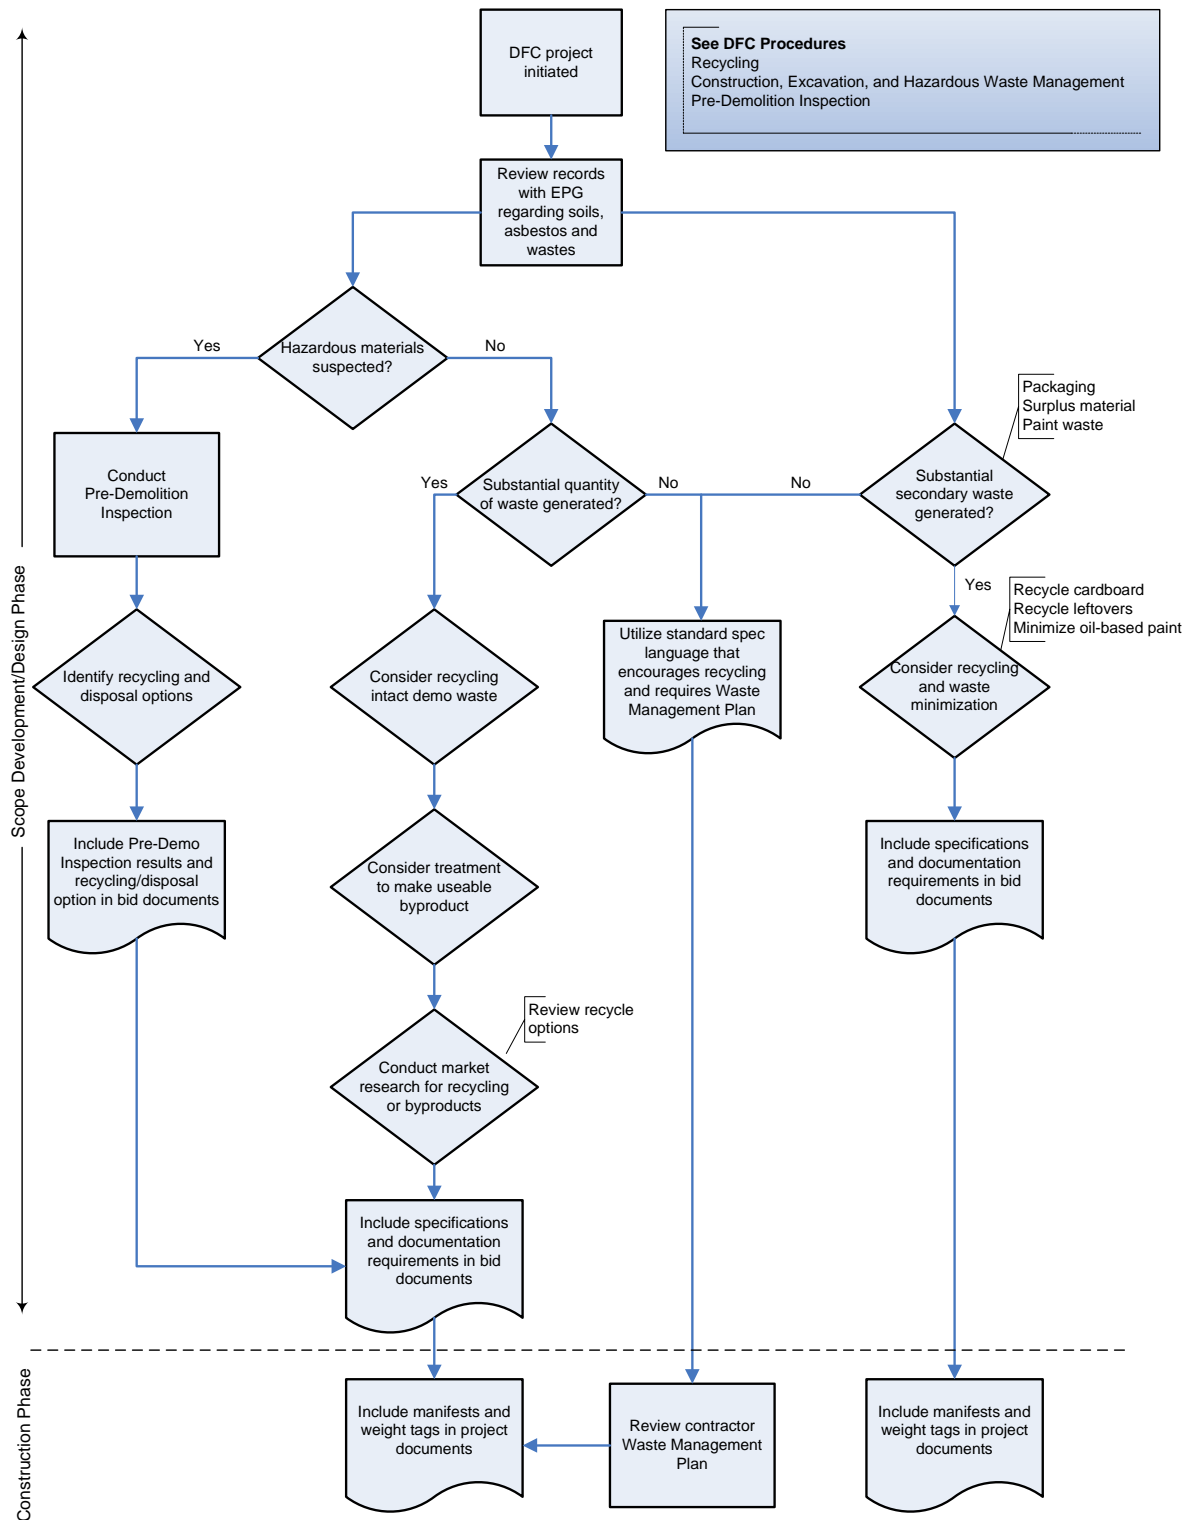 DFC project
initiated
See DFC Procedures
Recycling
Construction, Excavation, and Hazardous Waste Management
Pre-Demolition Inspection
Review records
with EPG
regarding soils,
asbestos and
wastes
Yes
Hazardous materials
suspected?
No
Packaging
Surplus material
Paint waste
Conduct
Pre-Demolition
Inspection
Yes
Substantial quantity
of waste generated?
No
No
Substantial
secondary waste
generated?
Yes
Recycle cardboard
Recycle leftovers
Minimize oil-based paint
Identify recycling and
disposal options
Consider recycling
intact demo waste
Utilize standard spec
language that
encourages recycling
and requires Waste
Management Plan
Consider recycling
and waste
minimization
Scope Development/Design Phase
Include Pre-Demo
Inspection results and
recycling/disposal
option in bid documents
Consider treatment
to make useable
byproduct
Include specifications
and documentation
requirements in bid
documents
Review recycle
options
Conduct market
research for recycling
or byproducts
Include specifications
and documentation
requirements in bid
documents
Construction Phase
Include manifests and
weight tags in project
documents
Review contractor
Waste Management
Plan
Include manifests and
weight tags in project
documents